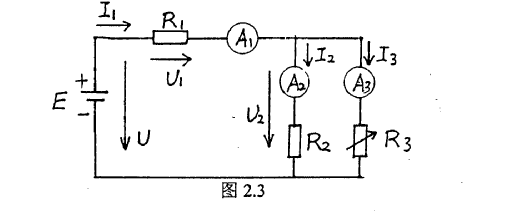 I₁
R₁
A₁
U₁
I₂
I₃
+
E
-
U
U₂
A₂
A₃
R₂
R₃
图 2.3